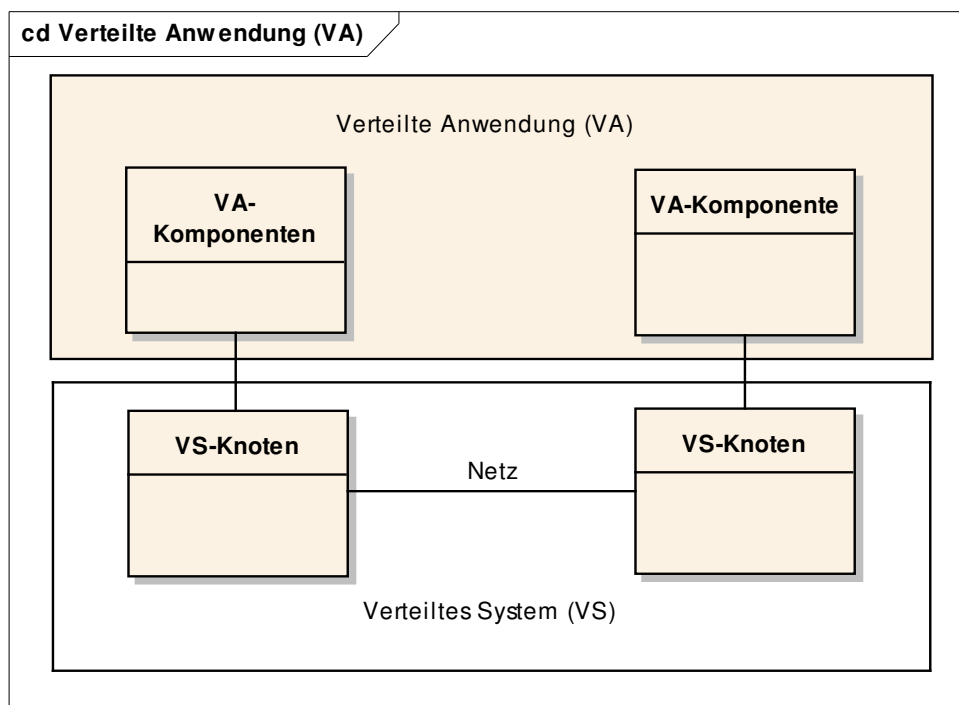 cd Verteilte Anwendung (VA)
Verteilte Anwendung (VA)
VA-
Komponenten
VA-Komponente
VS-Knoten
VS-Knoten
Netz
Verteiltes System (VS)